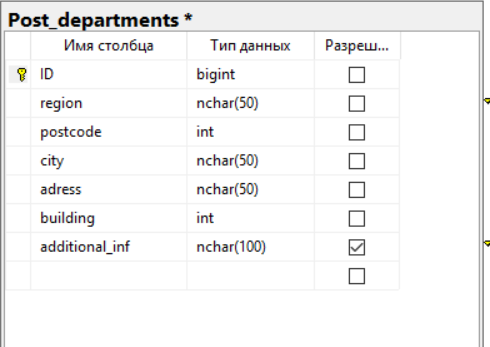 Post_departments *
Имя столбца Тип данных Разреш...
ID bigint
region nchar(50)
postcode int
city nchar(50)
adress nchar(50)
building int
additional_inf nchar(100)